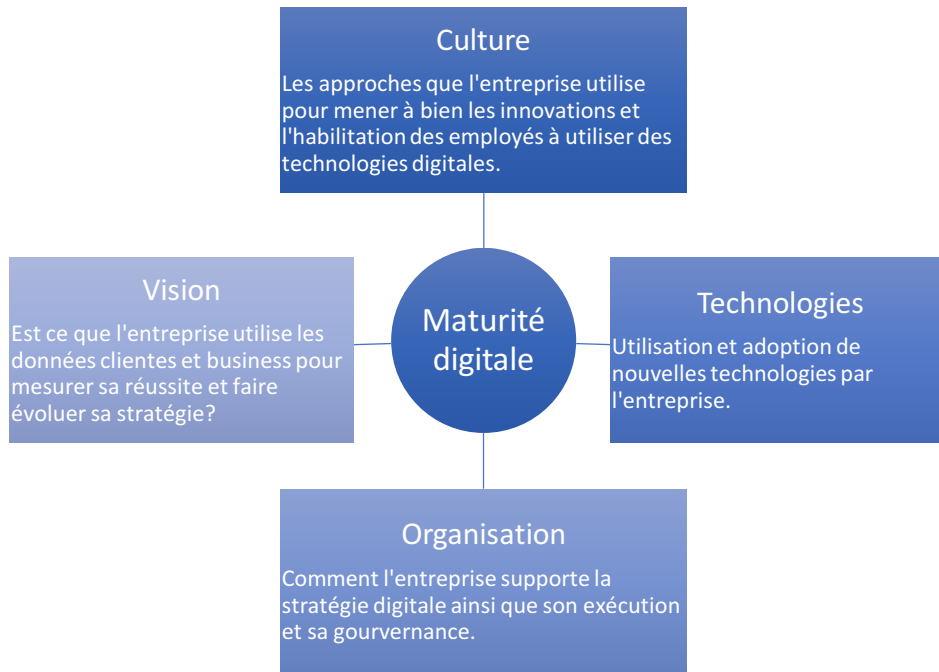 Culture
Les approches que l'entreprise utilise
pour mener à bien les innovations et
l'habilitation des employés à utiliser des
technologies digitales.
Vision
Est ce que l'entreprise utilise les
données clientes et business pour
mesurer sa réussite et faire
évoluer sa stratégie?
Maturité
digitale
Technologies
Utilisation et adoption de
nouvelles technologies par
l'entreprise.
Organisation
Comment l'entreprise supporte la
stratégie digitale ainsi que son exécution
et sa gourvernance.